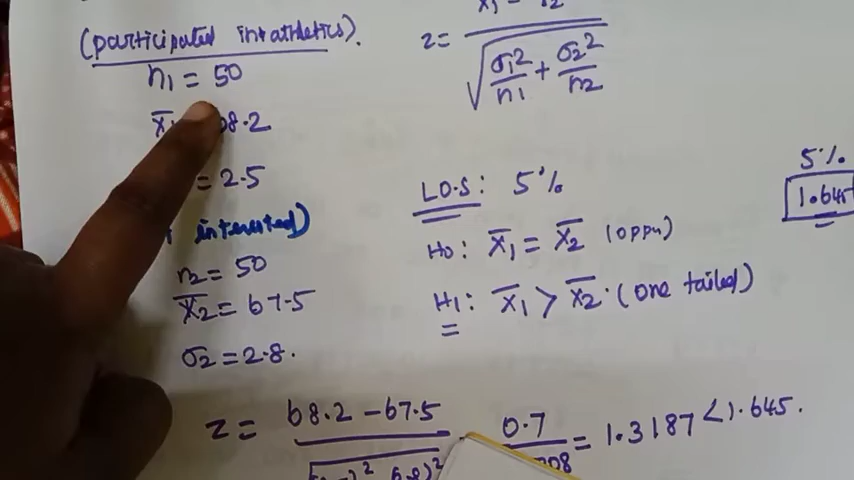 (participated in athletics).
n1 = 50
8.2
= 2.5
interested)
n2 = 50
x̄2 = 67.5
σ2 = 2.8.
z =
√ σ1²/n1 + σ2²/n2
L.O.S: 5%
H0: x̄1 = x̄2 (oppu)
H1: x̄1 > x̄2. (one tailed)
5%
1.645
z = 68.2 - 67.5 0.7 = 1.3187 < 1.645.